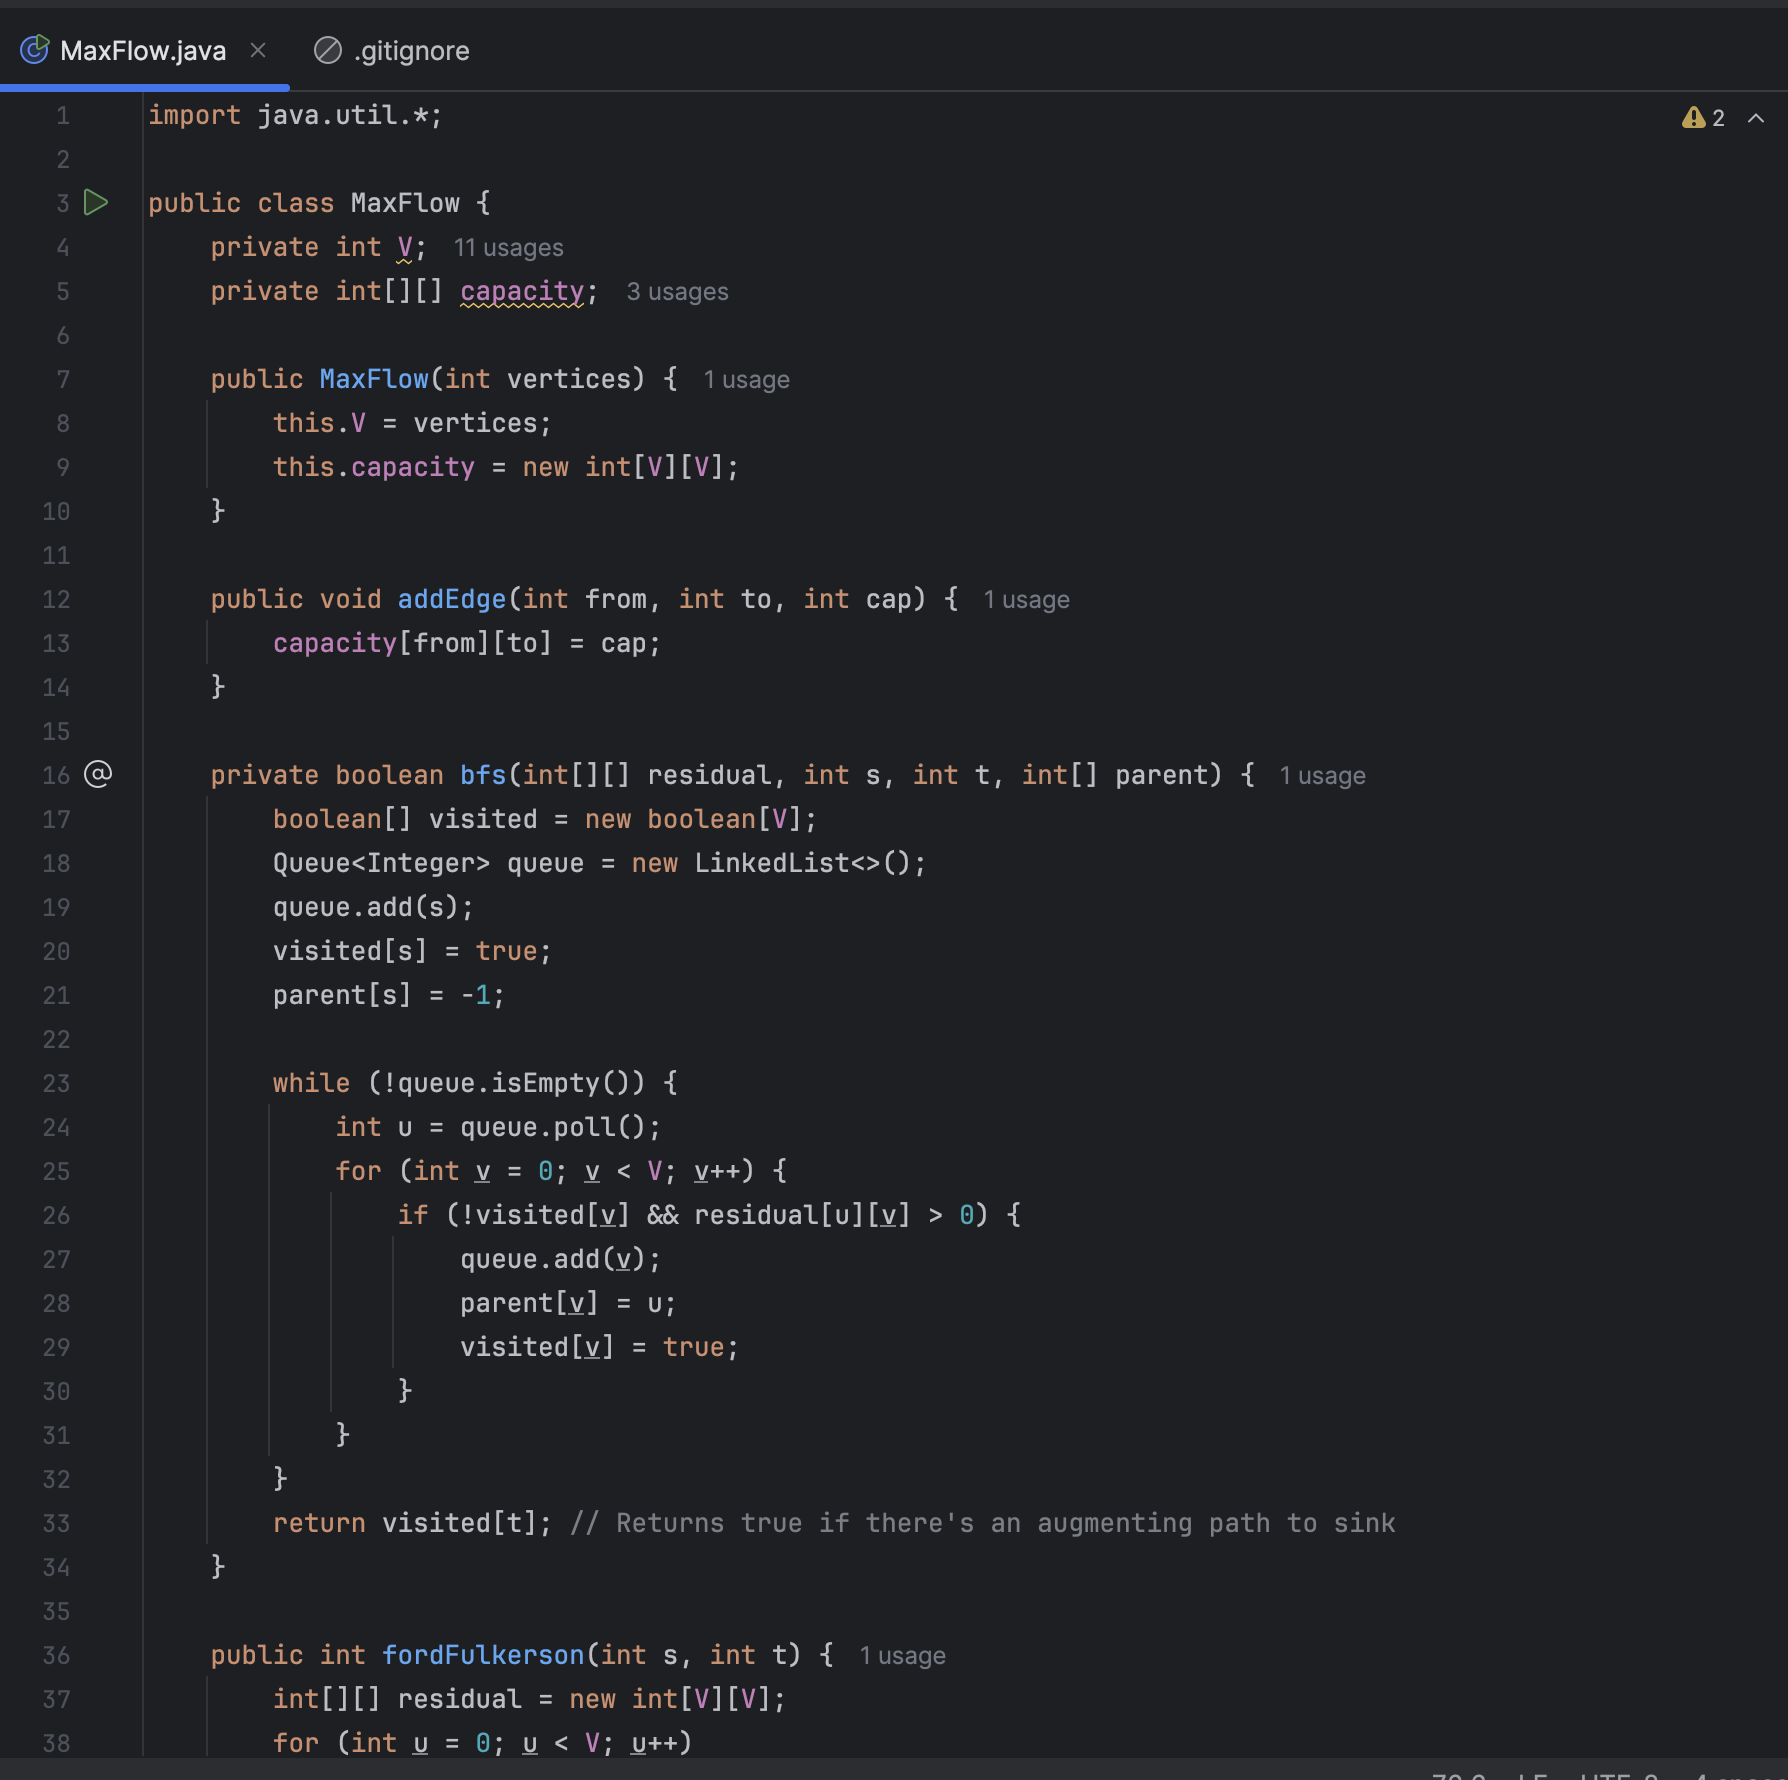 MaxFlow.java .gitignore
1 import java.util.*; 2
2
3 public class MaxFlow {
4 private int V; 11 usages
5 private int[][] capacity; 3 usages
6
7 public MaxFlow(int vertices) { 1 usage
8 this.V = vertices;
9 this.capacity = new int[V][V];
10 }
11
12 public void addEdge(int from, int to, int cap) { 1 usage
13 capacity[from][to] = cap;
14 }
15
16 @ private boolean bfs(int[][] residual, int s, int t, int[] parent) { 1 usage
17 boolean[] visited = new boolean[V];
18 Queue<Integer> queue = new LinkedList<>();
19 queue.add(s);
20 visited[s] = true;
21 parent[s] = -1;
22
23 while (!queue.isEmpty()) {
24 int u = queue.poll();
25 for (int v = 0; v < V; v++) {
26 if (!visited[v] && residual[u][v] > 0) {
27 queue.add(v);
28 parent[v] = u;
29 visited[v] = true;
30 }
31 }
32 }
33 return visited[t]; // Returns true if there's an augmenting path to sink
34 }
35
36 public int fordFulkerson(int s, int t) { 1 usage
37 int[][] residual = new int[V][V];
38 for (int u = 0; u < V; u++)